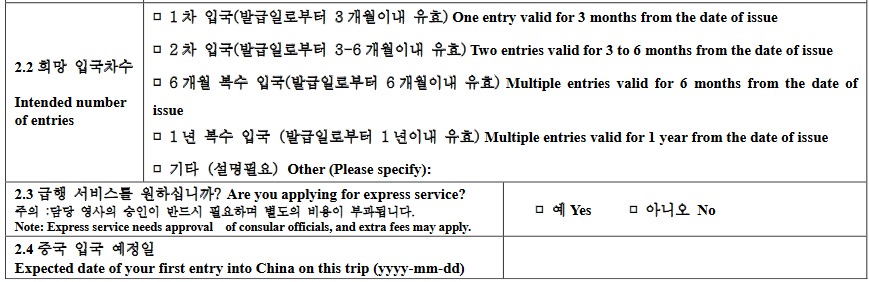 □ 1차 입국(발급일로부터 3개월이내 유효) One entry valid for 3 months from the date of issue
□ 2차 입국(발급일로부터 3-6개월이내 유효) Two entries valid for 3 to 6 months from the date of issue
2.2 희망 입국차수
Intended number
of entries
□ 6개월 복수 입국(발급일로부터 6개월이내 유효) Multiple entries valid for 6 months from the date of
issue
□ 1년 복수 입국 (발급일로부터 1년이내 유효) Multiple entries valid for 1 year from the date of issue
□ 기타 (설명필요) Other (Please specify):
2.3 급행 서비스를 원하십니까? Are you applying for express service?
주의 :담당 영사의 승인이 반드시 필요하며 별도의 비용이 부과됩니다.
Note: Express service needs approval of consular officials, and extra fees may apply.
□ 예 Yes □ 아니오 No
2.4 중국 입국 예정일
Expected date of your first entry into China on this trip (yyyy-mm-dd)